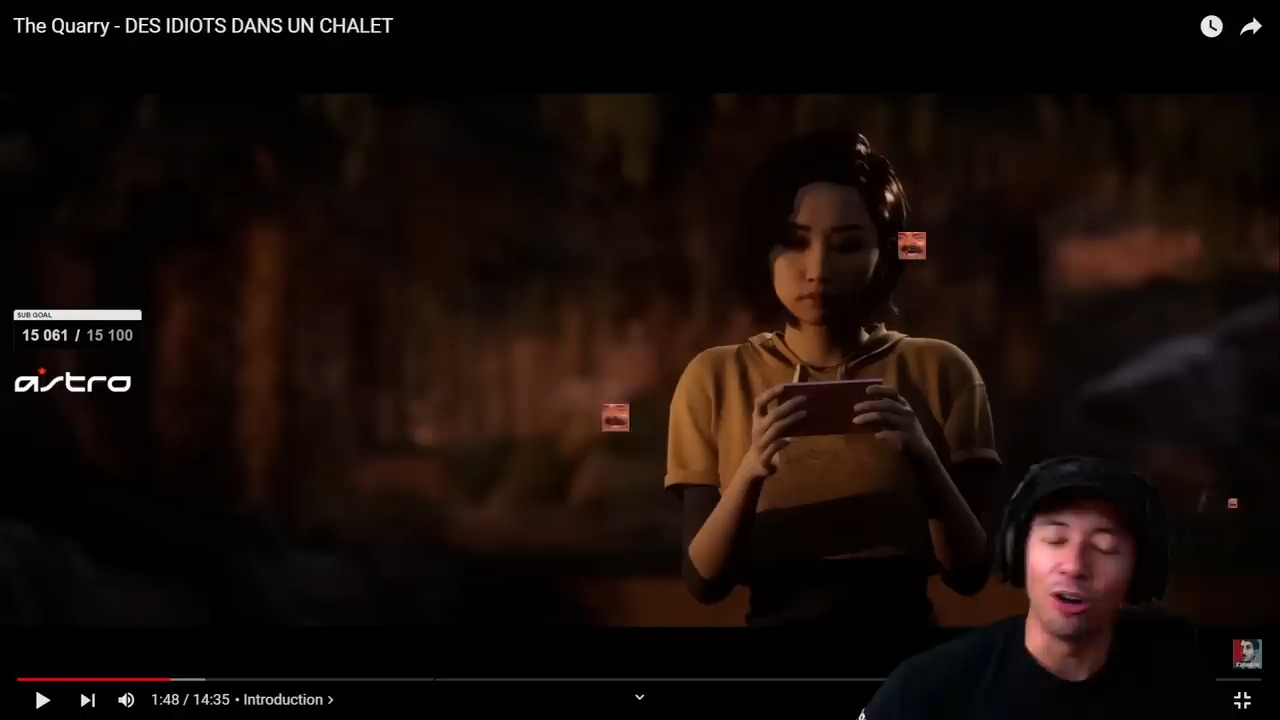 The Quarry - DES IDIOTS DANS UN CHALET
SUB GOAL
15 061 / 15 100
astro
1:48 / 14:35 • Introduction